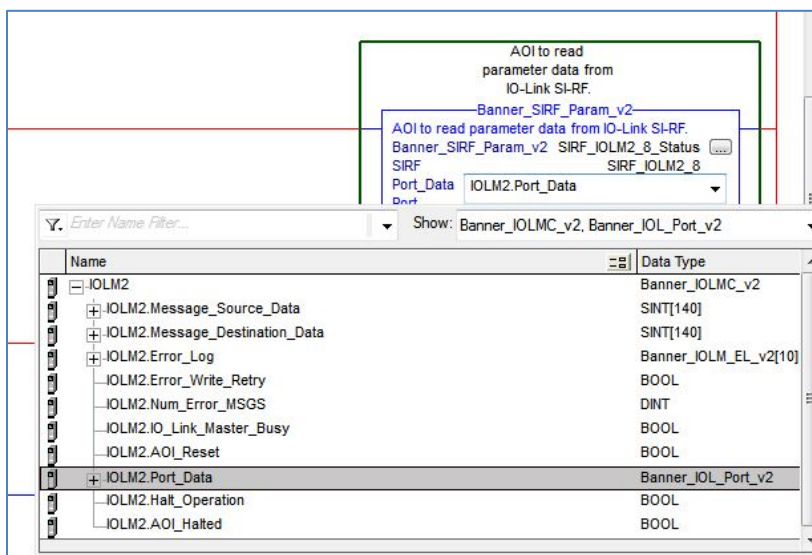 AOI to read
parameter data from
IO-Link SI-RF.
Banner_SIRF_Param_v2
AOI to read parameter data from IO-Link SI-RF.
Banner_SIRF_Param_v2 SIRF_IOLM2_8_Status ...
SIRF SIRF_IOLM2_8
Port_Data IOLM2.Port_Data
Port
Enter Name Filter... Show: Banner_IOLMC_v2, Banner_IOL_Port_v2
Name Data Type
IOLM2 Banner_IOLMC_v2
IOLM2.Message_Source_Data SINT[140]
IOLM2.Message_Destination_Data SINT[140]
IOLM2.Error_Log Banner_IOLM_EL_v2[10]
IOLM2.Error_Write_Retry BOOL
IOLM2.Num_Error_MSGS DINT
IOLM2.IO_Link_Master_Busy BOOL
IOLM2.AOI_Reset BOOL
IOLM2.Port_Data Banner_IOL_Port_v2
IOLM2.Halt_Operation BOOL
IOLM2.AOI_Halted BOOL